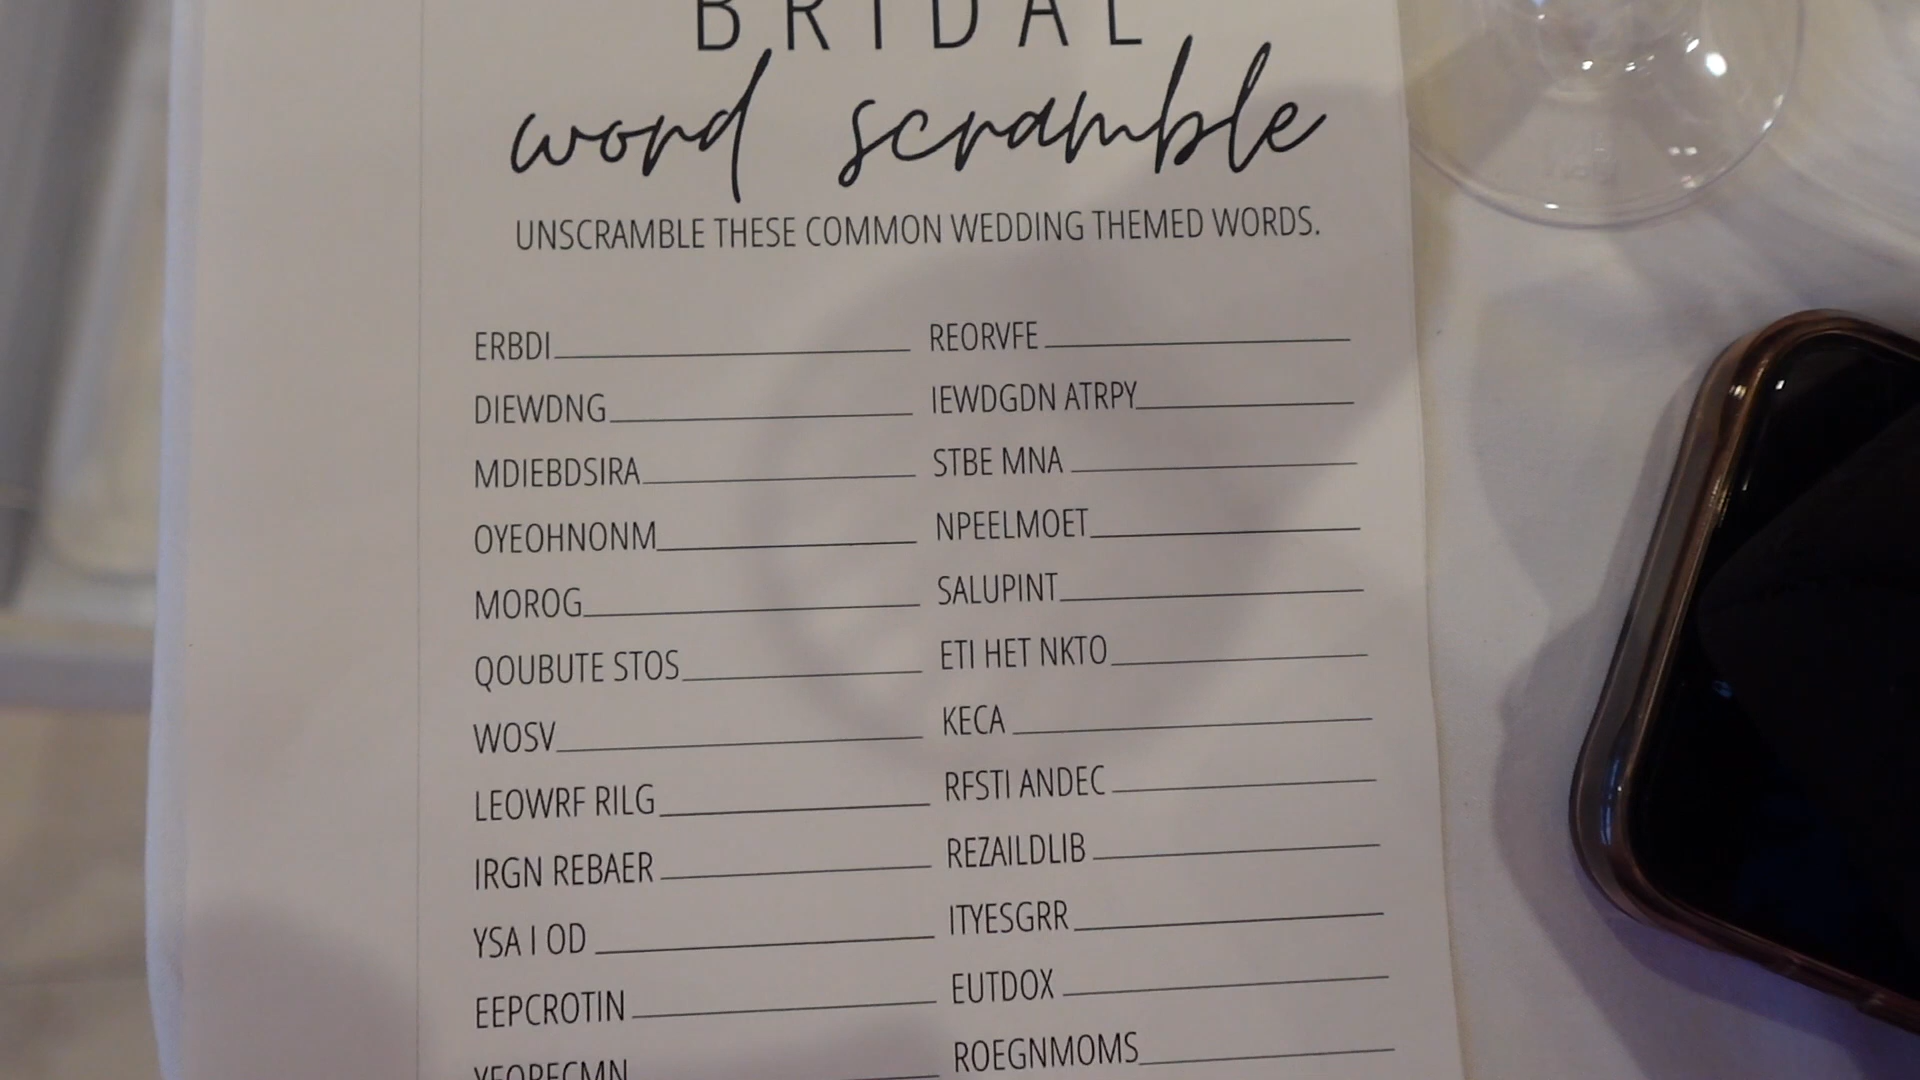 BRIDAL
word scramble
UNSCRAMBLE THESE COMMON WEDDING THEMED WORDS.
ERBDI
DIEWDNG
MDIEBDSIRA
OYEOHNONM
MOROG
QOUBUTE STOS
WOSV
LEOWRF RILG
IRGN REBAER
YSA I OD
EEPCROTIN
YEORECMN
REORVFE
IEWDGDN ATRPY
STBE MNA
NPEELMOET
SALUPINT
ETI HET NKTO
KECA
RFSTI ANDEC
REZAILDLIB
ITYESGRR
EUTDOX
ROEGNMOMS